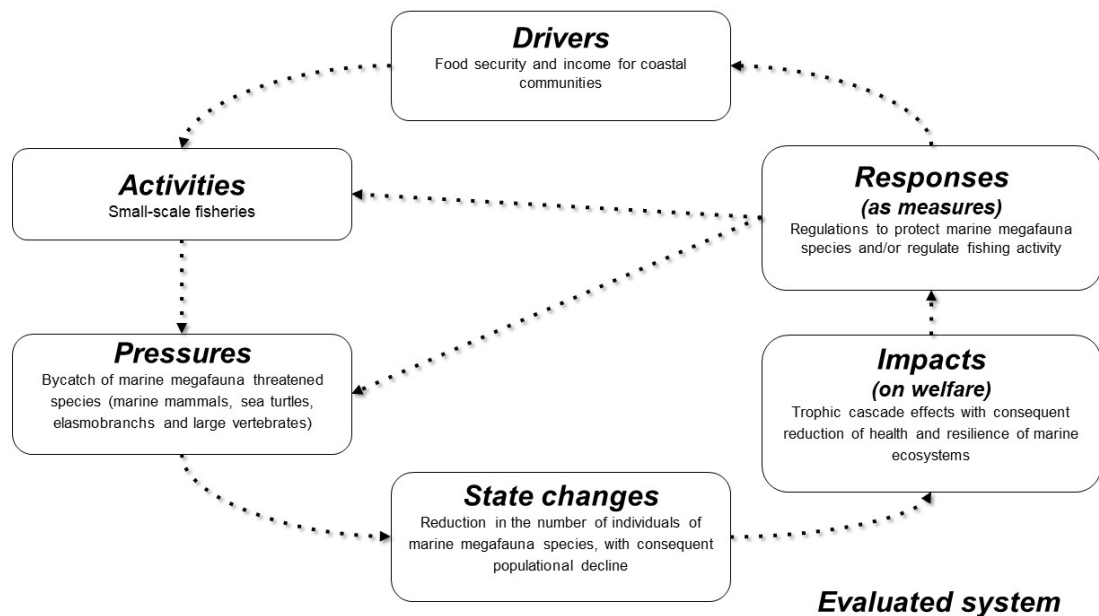 Drivers
Food security and income for coastal
communities
Activities
Small-scale fisheries
Responses
(as measures)
Regulations to protect marine megafauna
species and/or regulate fishing activity
Pressures
Bycatch of marine megafauna threatened
species (marine mammals, sea turtles,
elasmobranchs and large vertebrates)
Impacts
(on welfare)
Trophic cascade effects with consequent
reduction of health and resilience of marine
ecosystems
State changes
Reduction in the number of individuals of
marine megafauna species, with consequent
populational decline
Evaluated system